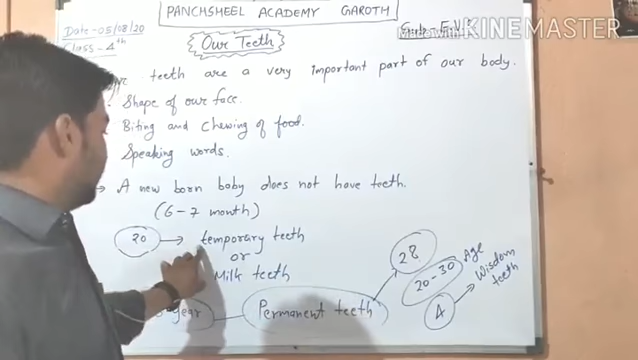 PANCHSHEEL ACADEMY GAROTH
Date - 05/08/20
Class - 4th
Our Teeth
Sub - E.V.S
Made with KINEMASTER
teeth are a very important part of our body.
Shape of our face.
Biting and Chewing of food.
Speaking words.
→ A new born baby does not have teeth.
(6-7 month)
20 → temporary teeth
or
Milk teeth
year
Permanent teeth
28
20-30 Age
4 → Wisdom teeth